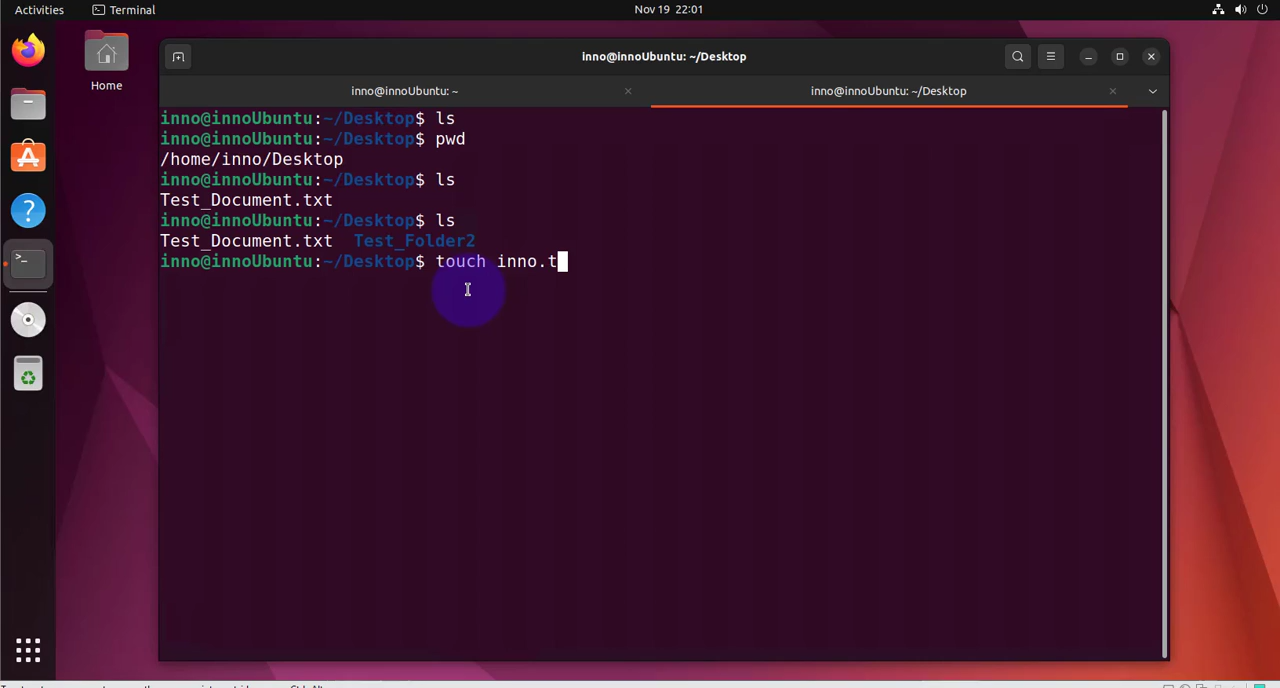 Activities Terminal Nov 19 22:01
Home
inno@innoUbuntu: ~/Desktop
inno@innoUbuntu: ~ inno@innoUbuntu: ~/Desktop
inno@innoUbuntu:~/Desktop$ ls
inno@innoUbuntu:~/Desktop$ pwd
/home/inno/Desktop
inno@innoUbuntu:~/Desktop$ ls
Test_Document.txt
inno@innoUbuntu:~/Desktop$ ls
Test_Document.txt Test_Folder2
inno@innoUbuntu:~/Desktop$ touch inno.t